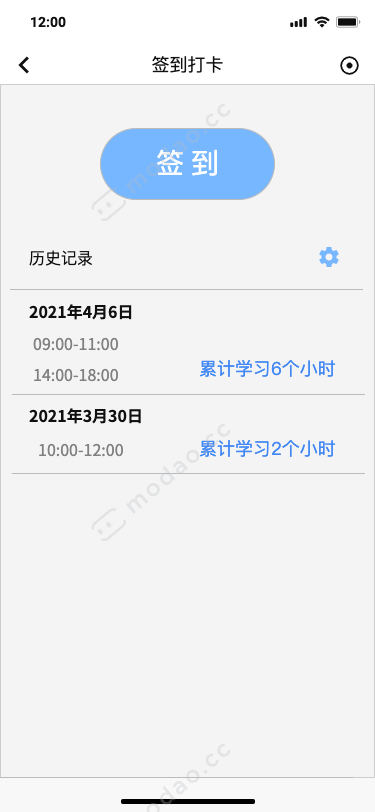 12:00
签到打卡
签 到
历史记录
2021年4月6日
09:00-11:00
14:00-18:00
累计学习6个小时
2021年3月30日
10:00-12:00
累计学习2个小时
modao.cc
modao.cc
modao.cc